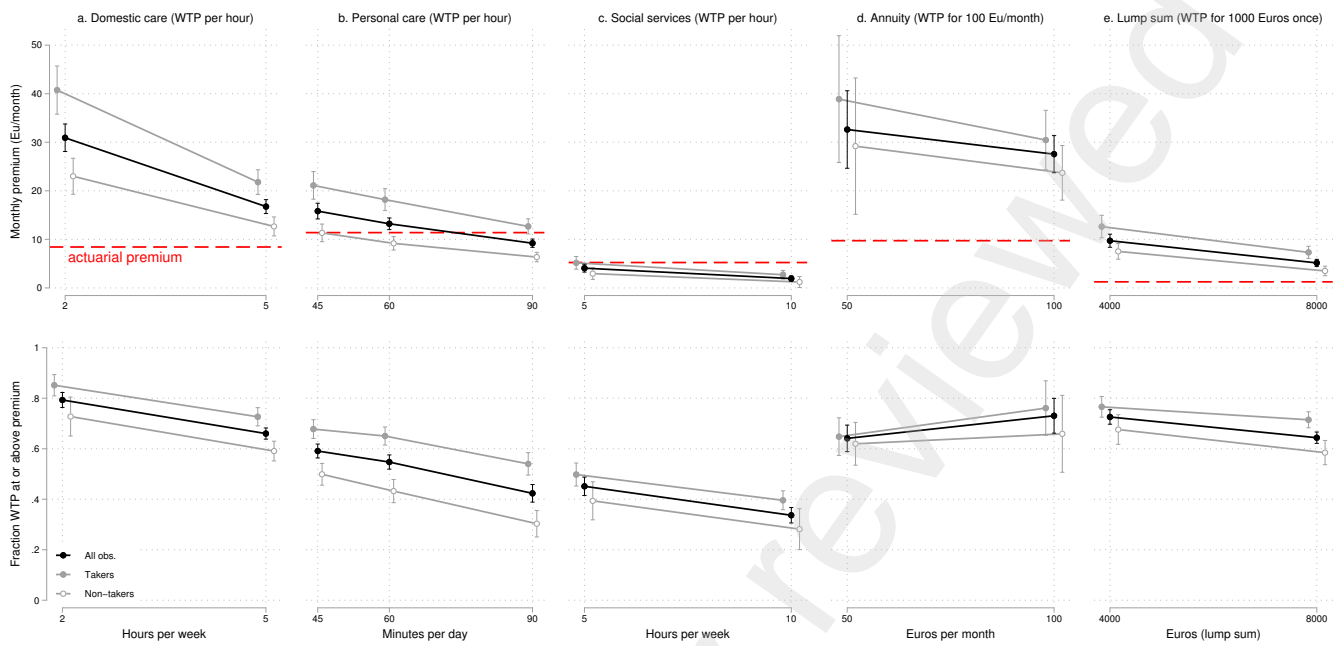 a. Domestic care (WTP per hour)
b. Personal care (WTP per hour)
c. Social services (WTP per hour)
d. Annuity (WTP for 100 Eu/month)
e. Lump sum (WTP for 1000 Euros once)
Monthly premium (Eu/month)
50
40
30
20
10
0
actuarial premium
2 5
45 60 90
5 10
50 100
4000 8000
Fraction WTP at or above premium
1
.8
.6
.4
.2
0
All obs.
Takers
Non−takers
2 5
45 60 90
5 10
50 100
4000 8000
Hours per week
Minutes per day
Hours per week
Euros per month
Euros (lump sum)
reviewed